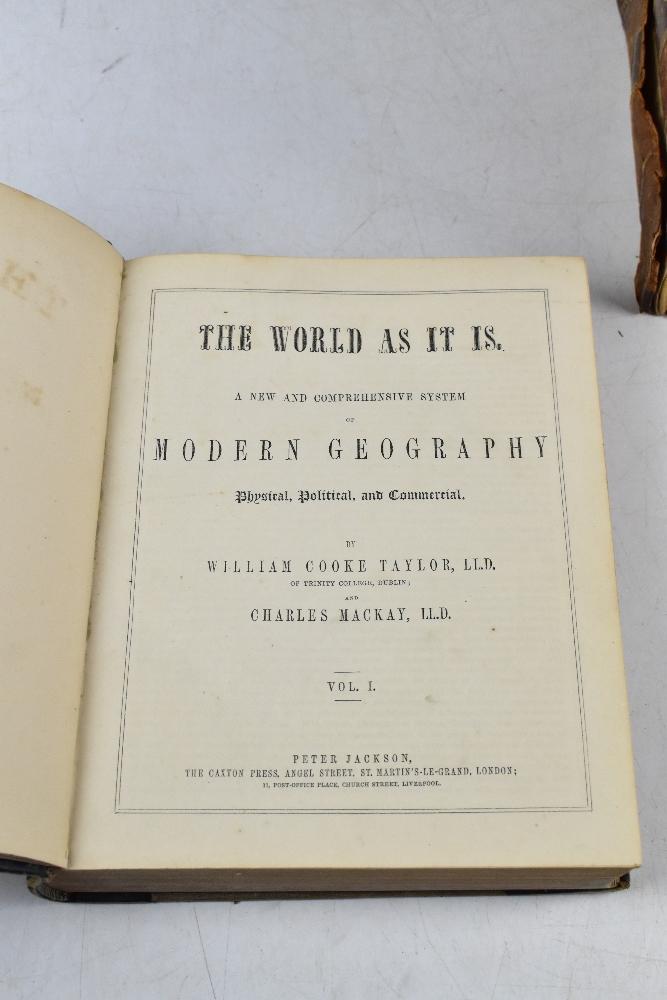 THE WORLD AS IT IS.
A NEW AND COMPREHENSIVE SYSTEM
OF
MODERN GEOGRAPHY
Physical, Political, and Commercial.
BY
WILLIAM COOKE TAYLOR, LL.D.
OF TRINITY COLLEGE, DUBLIN;
AND
CHARLES MACKAY, LL.D.
VOL. I.
PETER JACKSON,
THE CAXTON PRESS, ANGEL STREET, ST. MARTIN'S-LE-GRAND, LONDON;
11, POST-OFFICE PLACE, CHURCH STREET, LIVERPOOL.